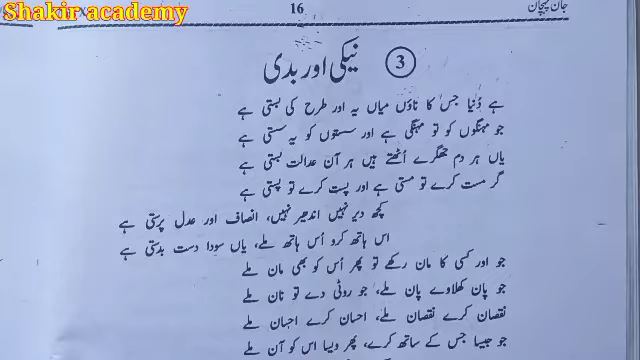 Shakir academy
16
جان پہچان
3
نیکی اور بدی
ہے دُنیا جس کا ناؤں میاں یہ اور طرح کی بستی ہے
جو مہنگوں کو تو مہنگی ہے اور سستوں کو یہ سستی ہے
یاں ہر دم جھگڑے اُٹھتے ہیں ہر آن عدالت بستی ہے
گر مست کرے تو مستی ہے اور پست کرے تو پستی ہے
کچھ دیر نہیں اندھیر نہیں، انصاف اور عدل پرستی ہے
اس ہاتھ کرو اُس ہاتھ ملے، یاں سودا دست بدستی ہے
جو اور کسی کا مان رکھے تو پھر اُس کو بھی مان ملے
جو پان کھلاوے پان ملے، جو روٹی دے تو نان ملے
نقصان کرے نقصان ملے، احسان کرے احسان ملے
جو جیسا جس کے ساتھ کرے، پھر ویسا اس کو آن ملے